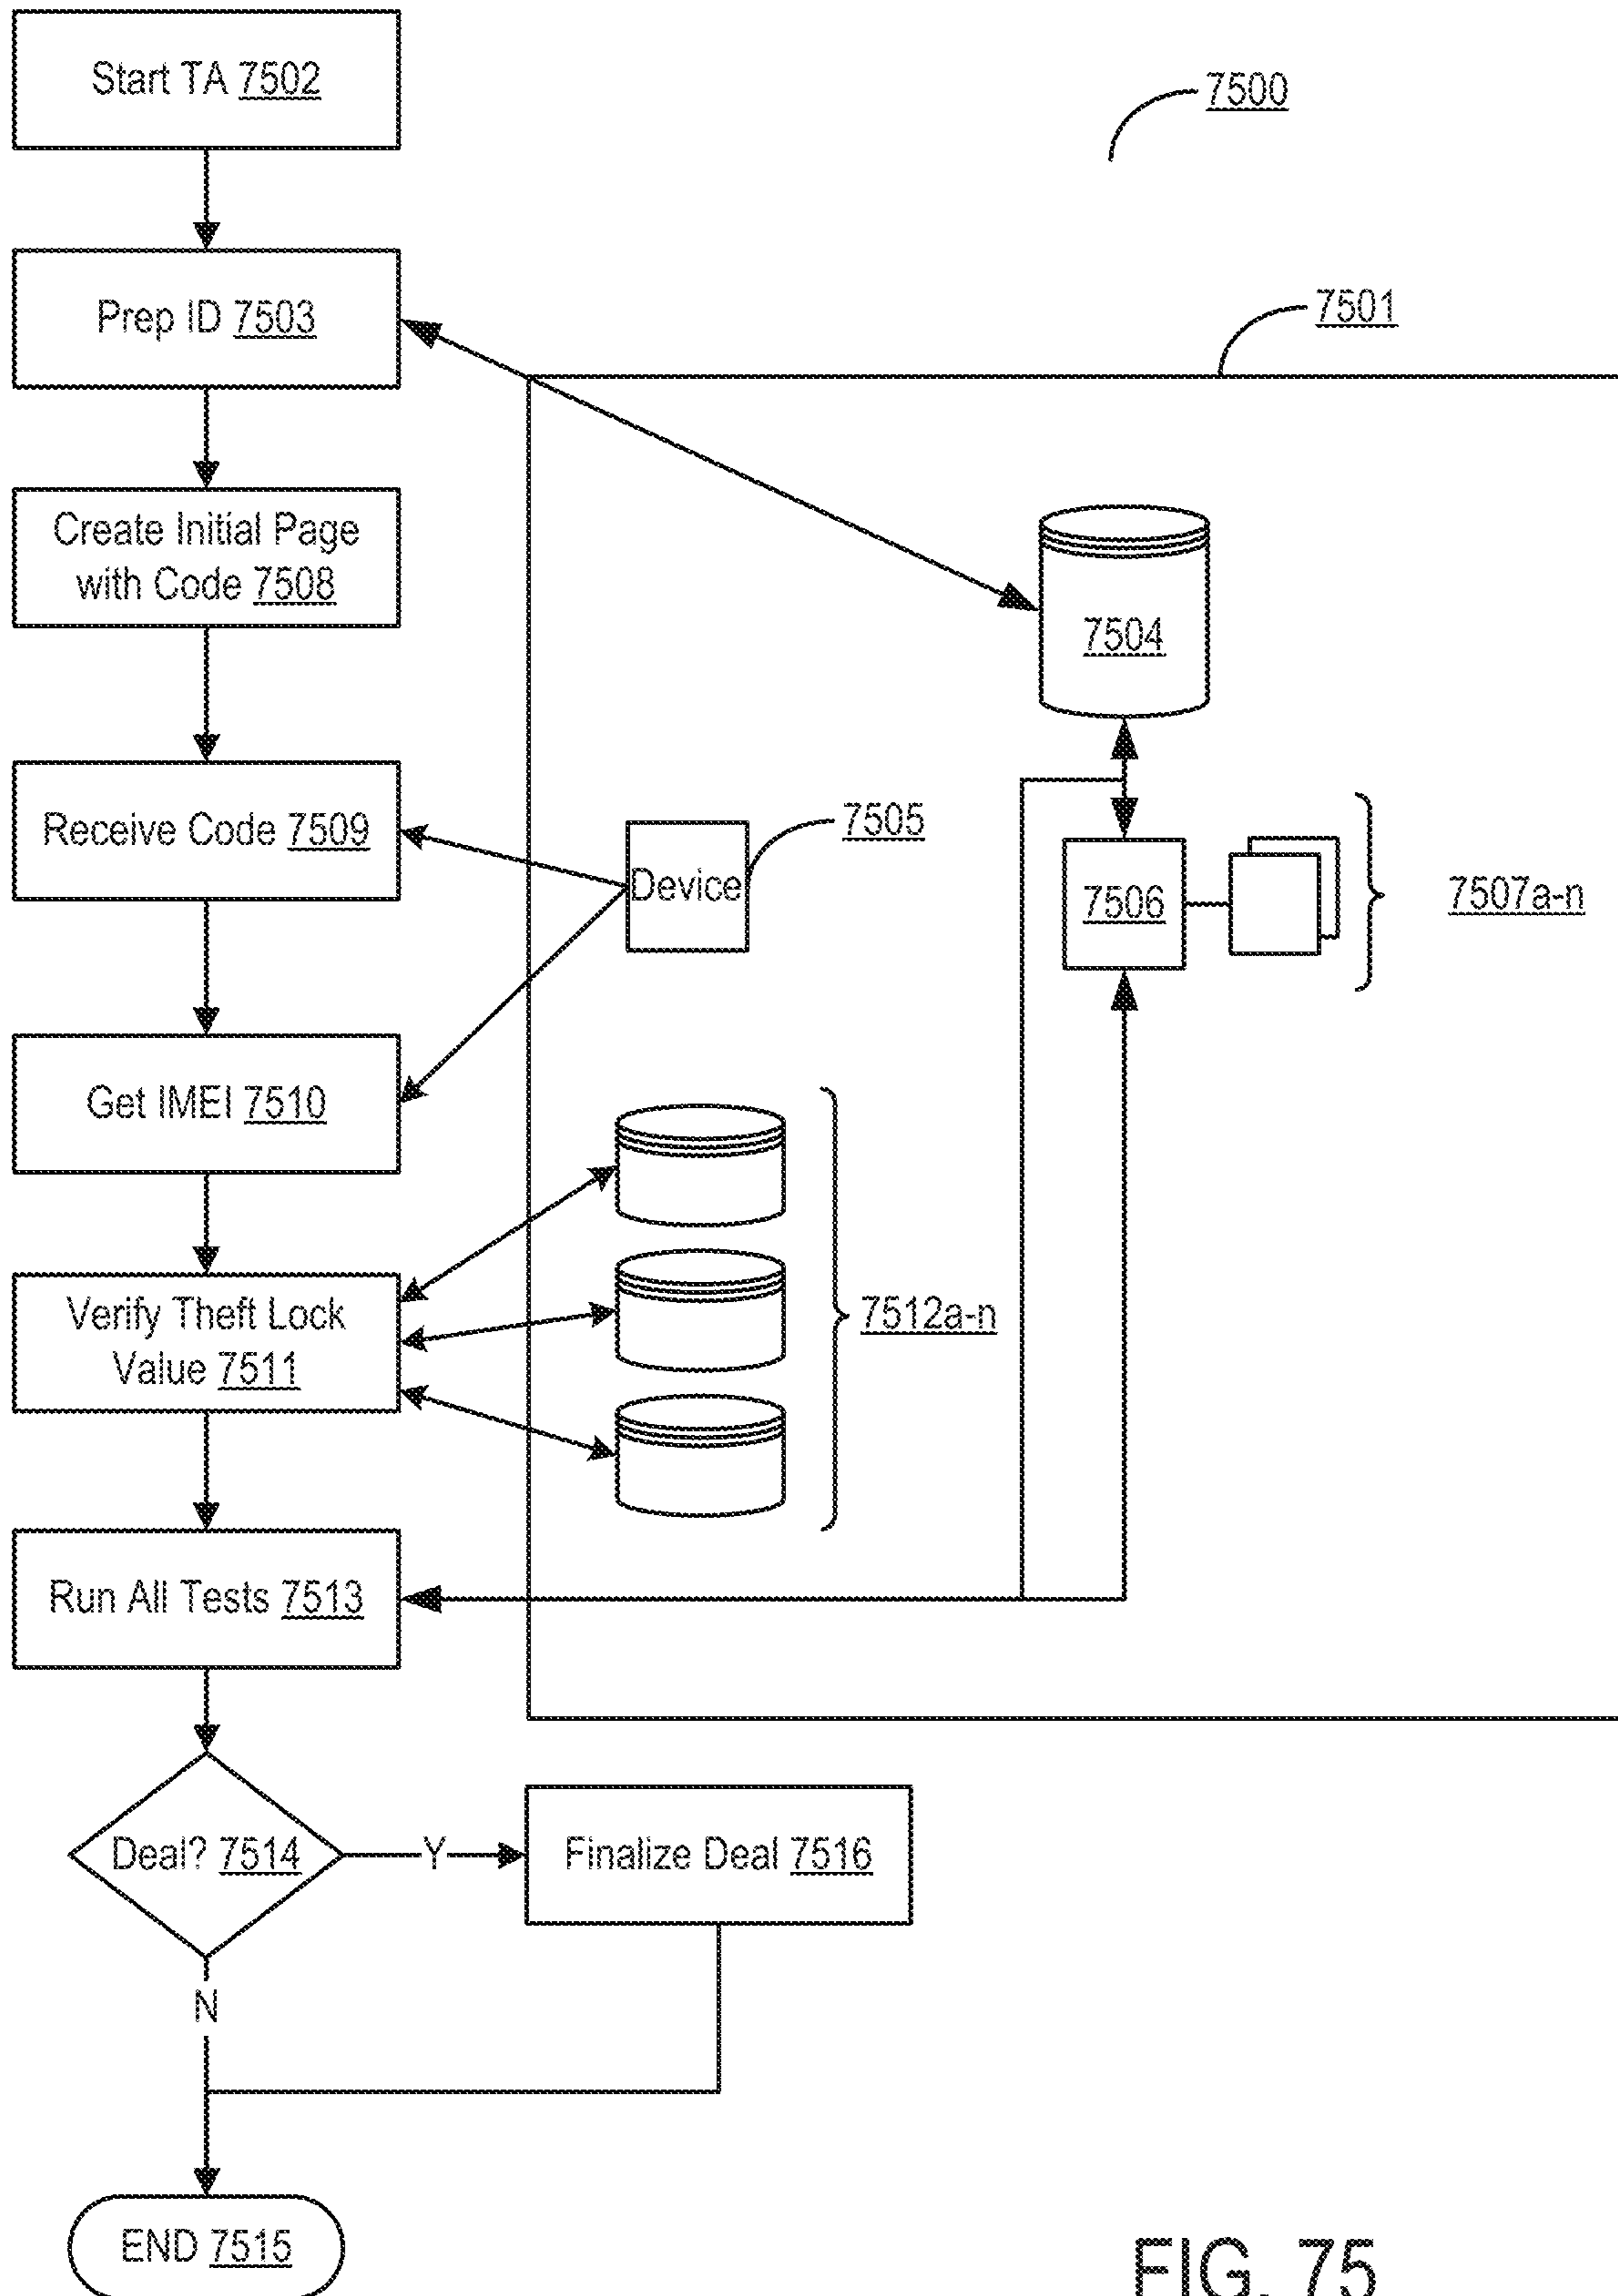 Start TA 7502
7500
Prep ID 7503
7501
Create Initial Page
with Code 7508
7504
Receive Code 7509
Device
7505
7506
7507a-n
Get IMEI 7510
Verify Theft Lock
Value 7511
7512a-n
Run All Tests 7513
Deal? 7514
Y
Finalize Deal 7516
N
END 7515
FIG. 75